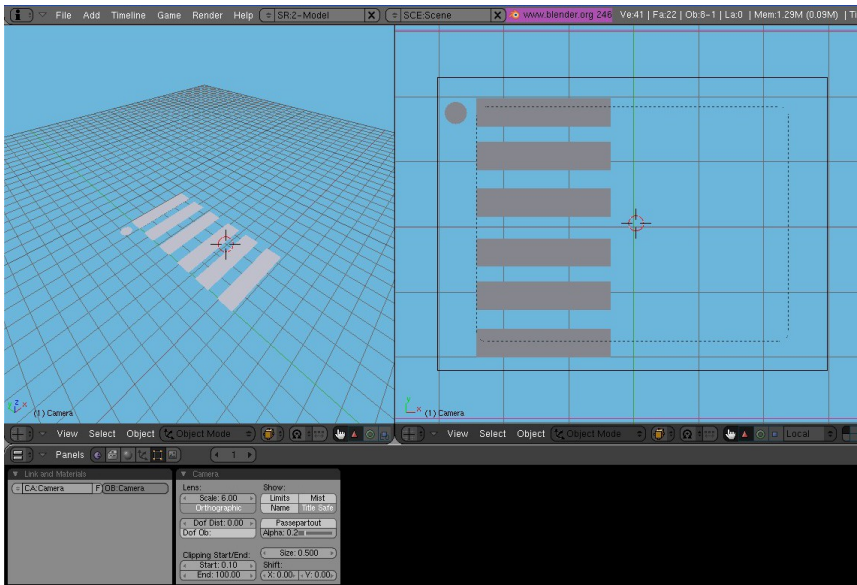 File Add Timeline Game Render Help SR:2-Model X SCE:Scene X www.blender.org 246 Ve:41 | Fa:22 | Ob:8-1 | La:0 | Mem:1.29M (0.09M) | Ti
z
y x
(1) Camera
y
x
(1) Camera
View Select Object Object Mode
View Select Object Object Mode Local
Panels 1
Link and Materials
CA:Camera F OB:Camera
Camera
Lens:
Scale: 6.00
Orthographic
Dof Dist: 0.00
Dof Ob:
Clipping Start/End:
Start: 0.10
End: 100.00
Show:
Limits Mist
Name Title Safe
Passepartout
Alpha: 0.2
Size: 0.500
Shift:
X: 0.00 Y: 0.00